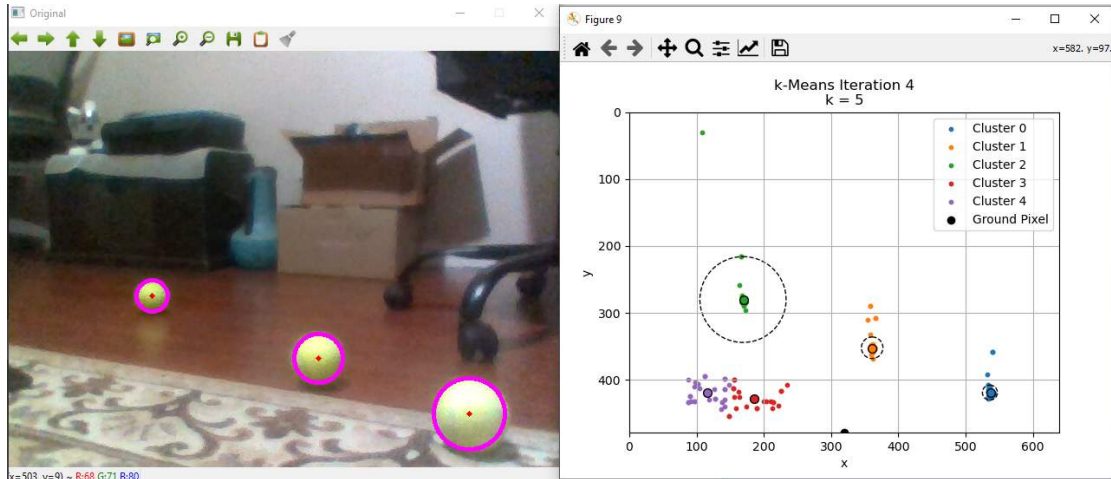 Original
x=503, y=9) ~ R:68 G:71 B:80
Figure 9
x=582. y=97.
k-Means Iteration 4
k = 5
Cluster 0
Cluster 1
Cluster 2
Cluster 3
Cluster 4
Ground Pixel
y
0
100
200
300
400
0 100 200 300 400 500 600
x